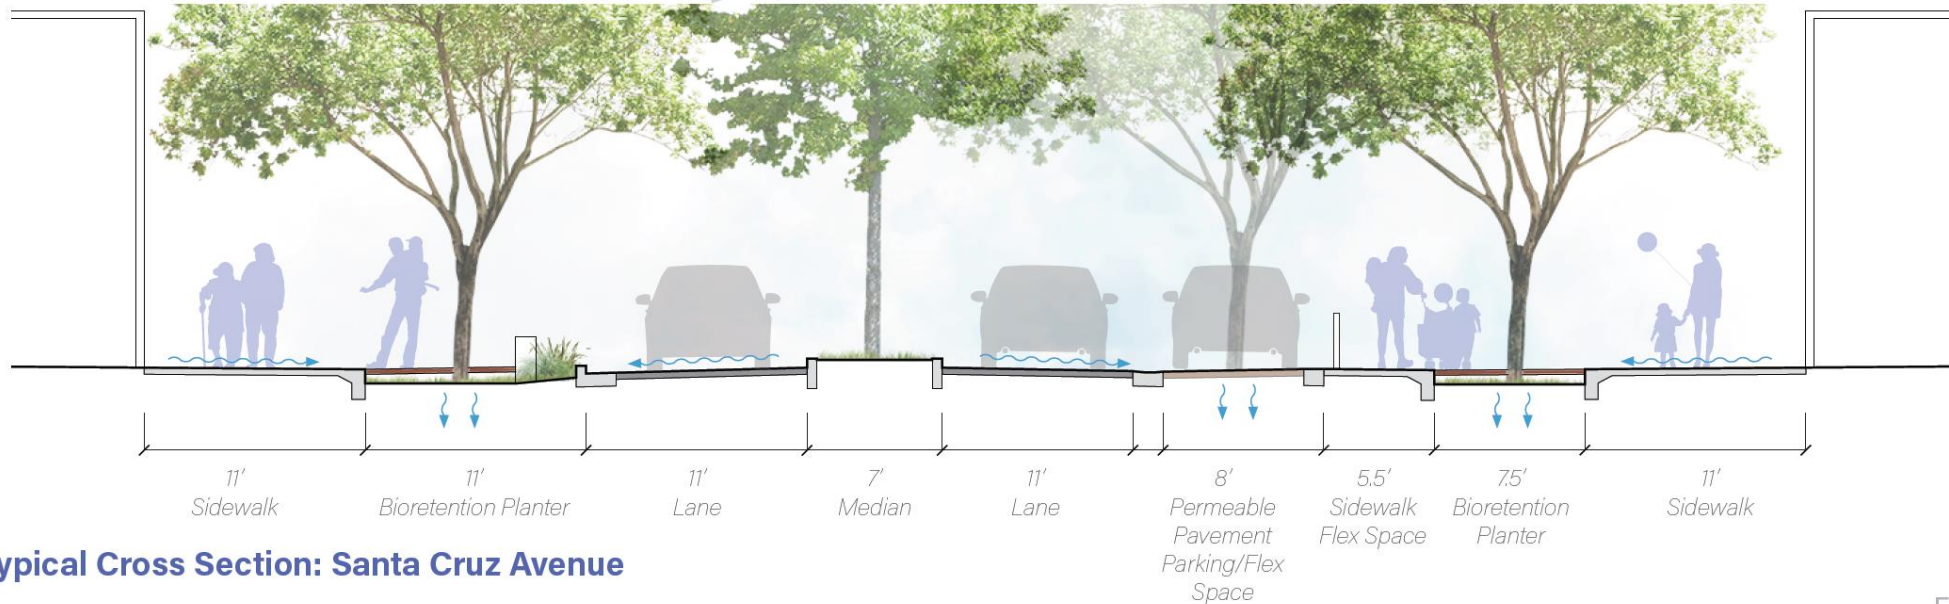 11'
Sidewalk
11'
Bioretention Planter
11'
Lane
7'
Median
11'
Lane
8'
Permeable
Pavement
Parking/Flex
Space
5.5'
Sidewalk
Flex Space
7.5'
Bioretention
Planter
11'
Sidewalk
ypical Cross Section: Santa Cruz Avenue